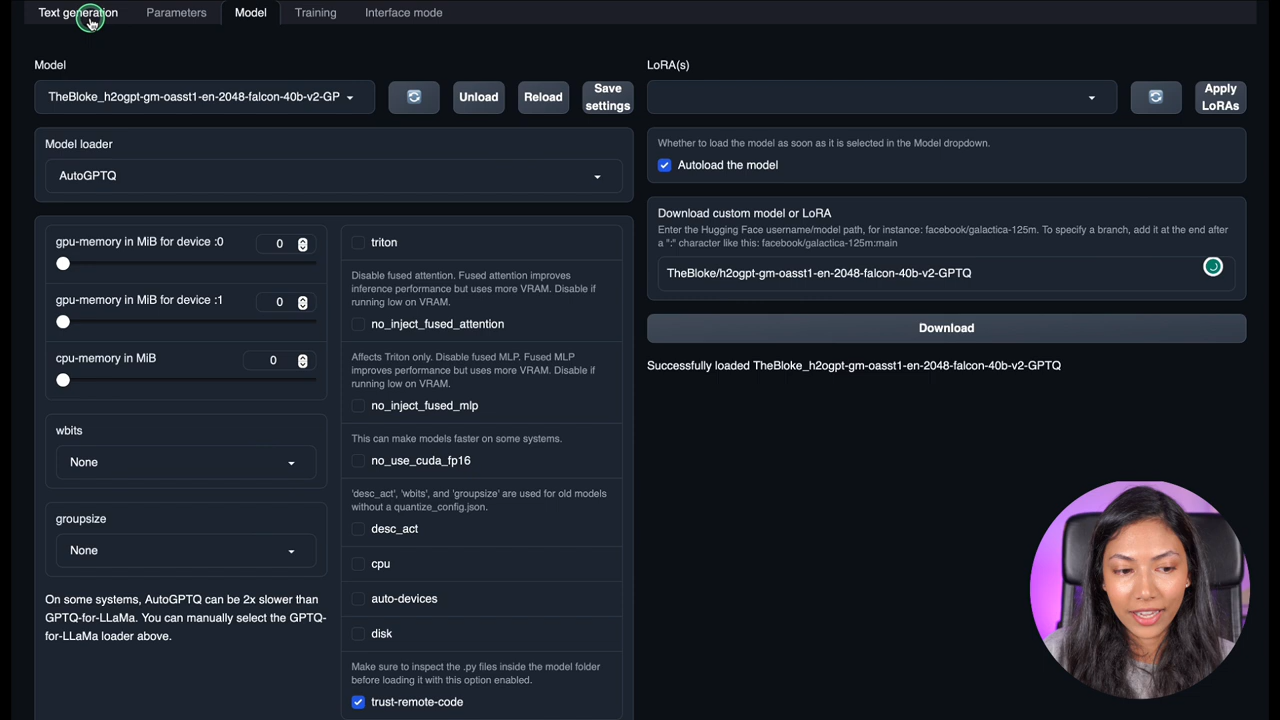 Text generation
Parameters
Model
Training
Interface mode
Model
TheBloke_h2ogpt-gm-oasst1-en-2048-falcon-40b-v2-GP
Unload
Reload
Save
settings
Model loader
AutoGPTQ
gpu-memory in MiB for device :0
0
gpu-memory in MiB for device :1
0
cpu-memory in MiB
0
wbits
None
groupsize
None
On some systems, AutoGPTQ can be 2x slower than
GPTQ-for-LLaMa. You can manually select the GPTQ-
for-LLaMa loader above.
triton
Disable fused attention. Fused attention improves
inference performance but uses more VRAM. Disable if
running low on VRAM.
no_inject_fused_attention
Affects Triton only. Disable fused MLP. Fused MLP
improves performance but uses more VRAM. Disable if
running low on VRAM.
no_inject_fused_mlp
This can make models faster on some systems.
no_use_cuda_fp16
'desc_act', 'wbits', and 'groupsize' are used for old models
without a quantize_config.json.
desc_act
cpu
auto-devices
disk
Make sure to inspect the .py files inside the model folder
before loading it with this option enabled.
trust-remote-code
LoRA(s)
Apply
LoRAs
Whether to load the model as soon as it is selected in the Model dropdown.
Autoload the model
Download custom model or LoRA
Enter the Hugging Face username/model path, for instance: facebook/galactica-125m. To specify a branch, add it at the end after
a ":" character like this: facebook/galactica-125m:main
TheBloke/h2ogpt-gm-oasst1-en-2048-falcon-40b-v2-GPTQ
Download
Successfully loaded TheBloke_h2ogpt-gm-oasst1-en-2048-falcon-40b-v2-GPTQ